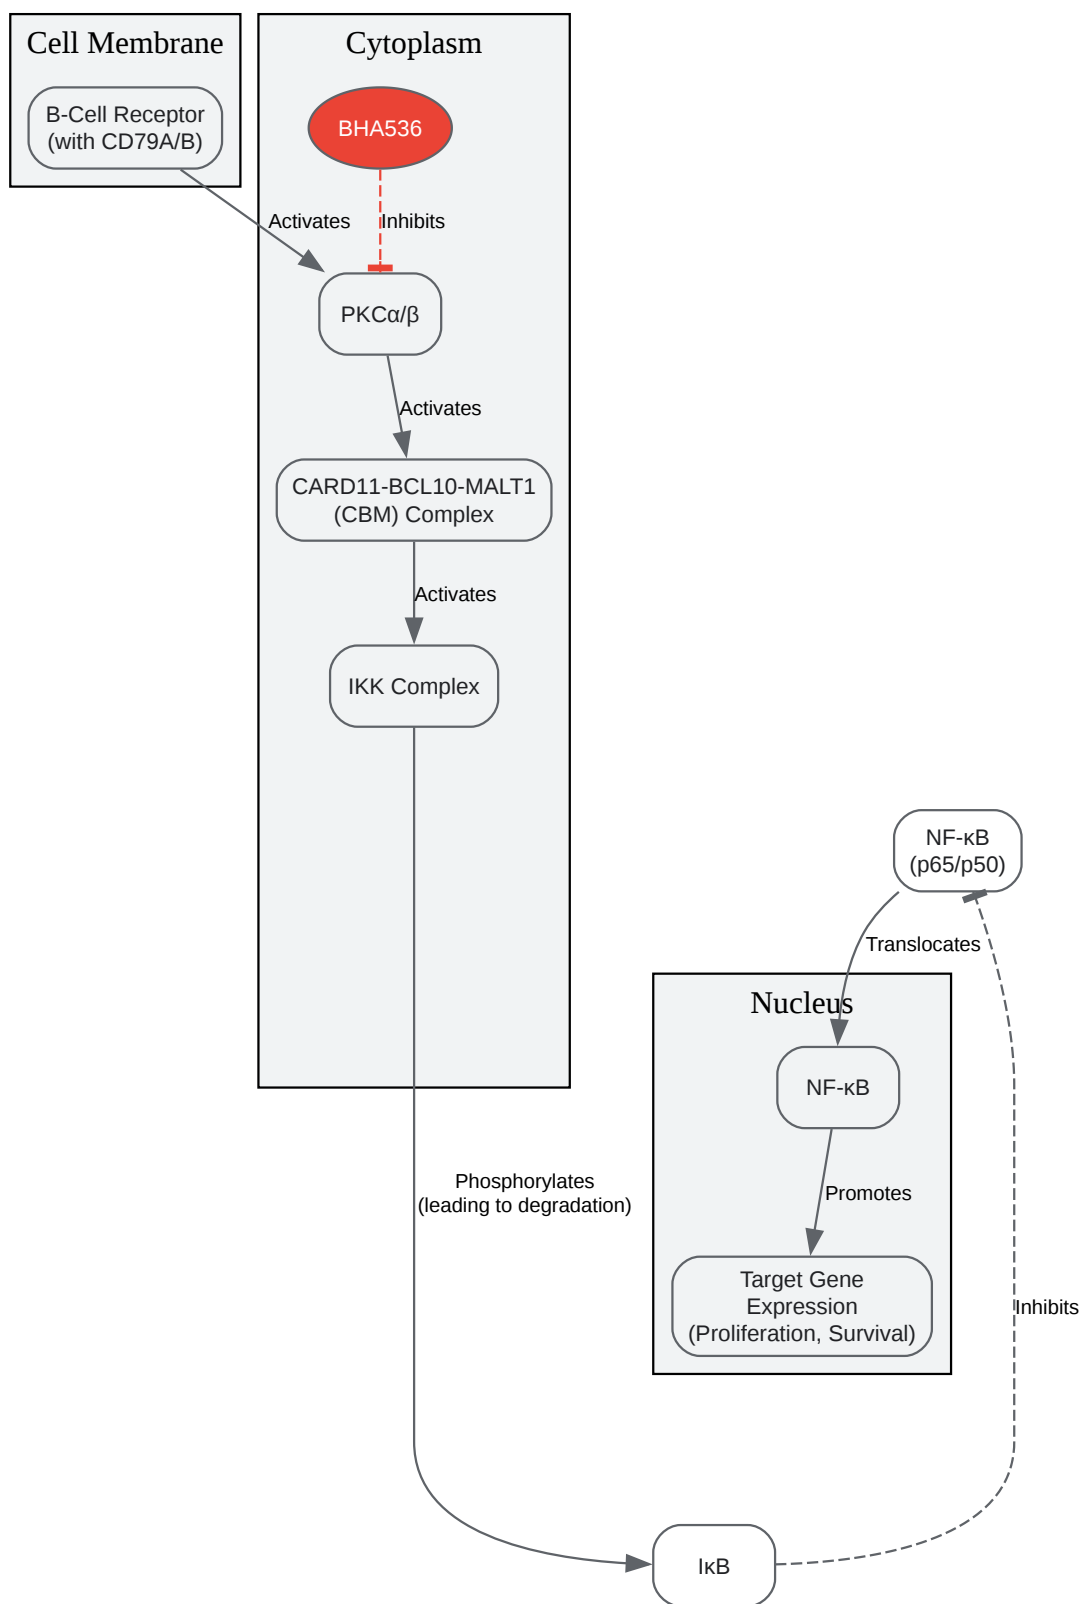 Cell Membrane
Cytoplasm
B-Cell Receptor
(with CD79A/B)
BHA536
Activates
Inhibits
PKCα/β
Activates
CARD11-BCL10-MALT1
(CBM) Complex
Activates
IKK Complex
NF-κB
(p65/p50)
Translocates
Nucleus
NF-κB
Phosphorylates
(leading to degradation)
Promotes
Target Gene
Expression
(Proliferation, Survival)
Inhibits
IκB